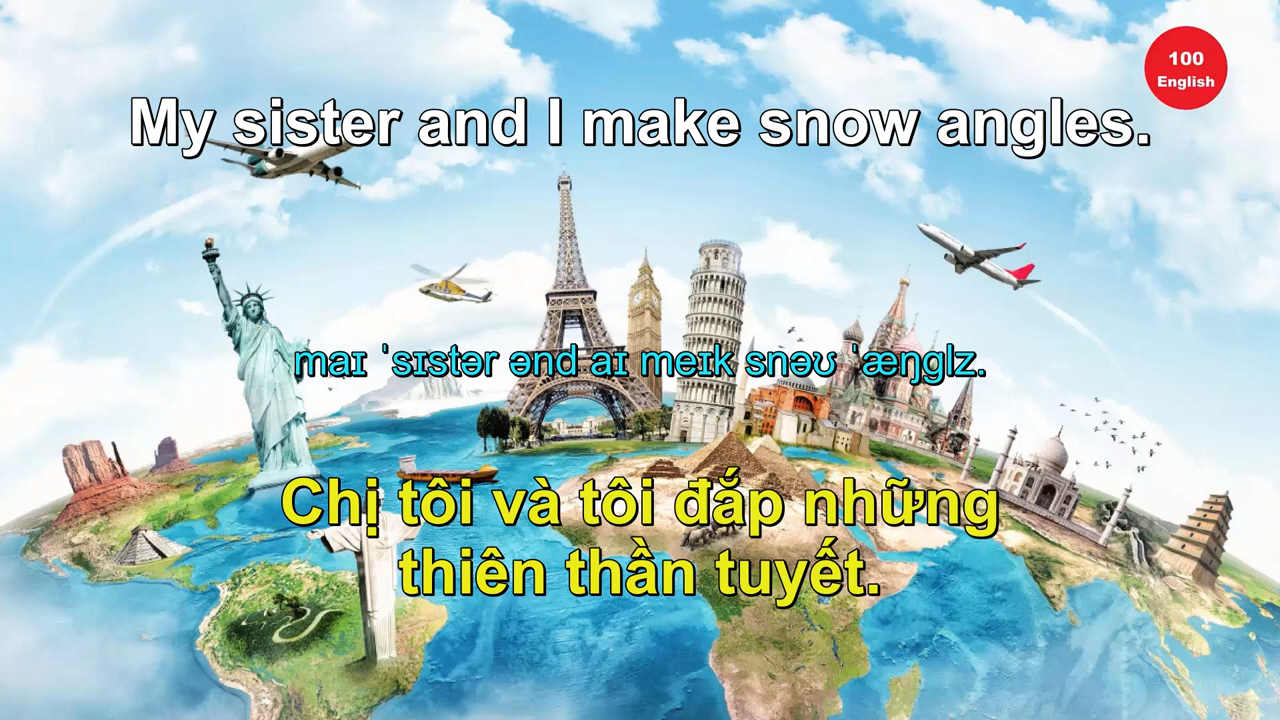 100
English
My sister and I make snow angles.
maɪ ˈsɪstər ənd aɪ meɪk snəʊ ˈæŋglz.
Chị tôi và tôi đắp những
thiên thần tuyết.